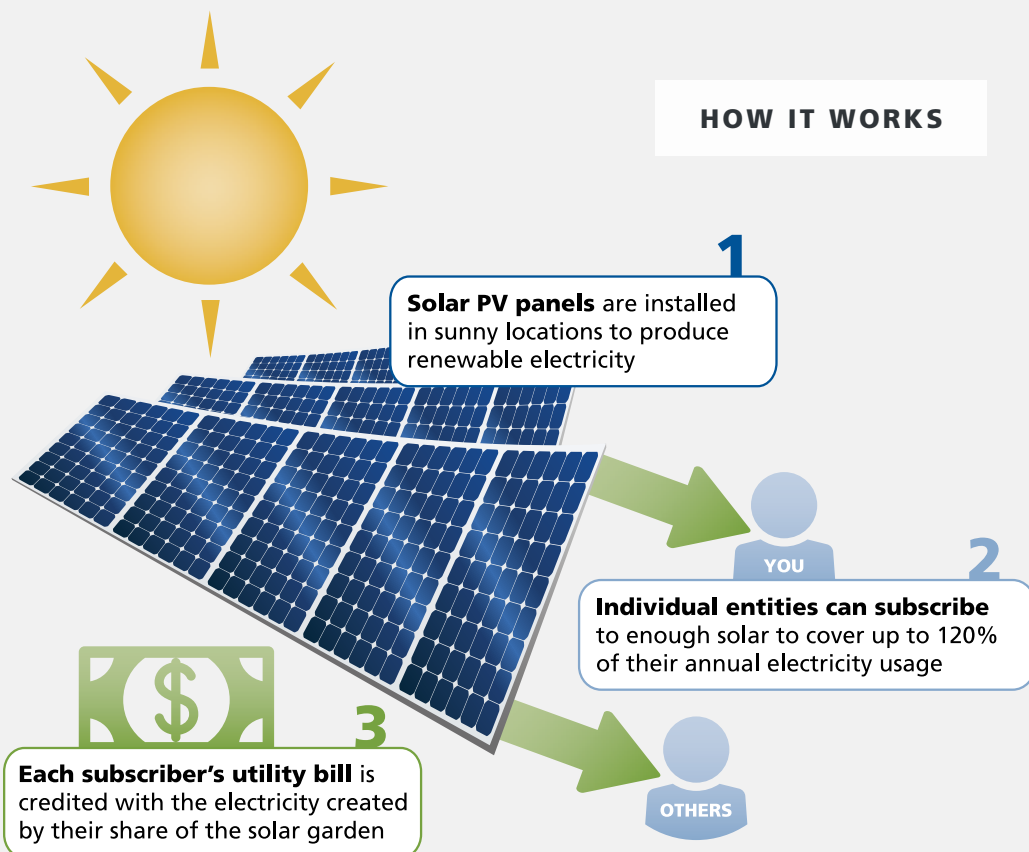 HOW IT WORKS
1
Solar PV panels are installed
in sunny locations to produce
renewable electricity
YOU
2
Individual entities can subscribe
to enough solar to cover up to 120%
of their annual electricity usage
$
3
Each subscriber’s utility bill is
credited with the electricity created
by their share of the solar garden
OTHERS